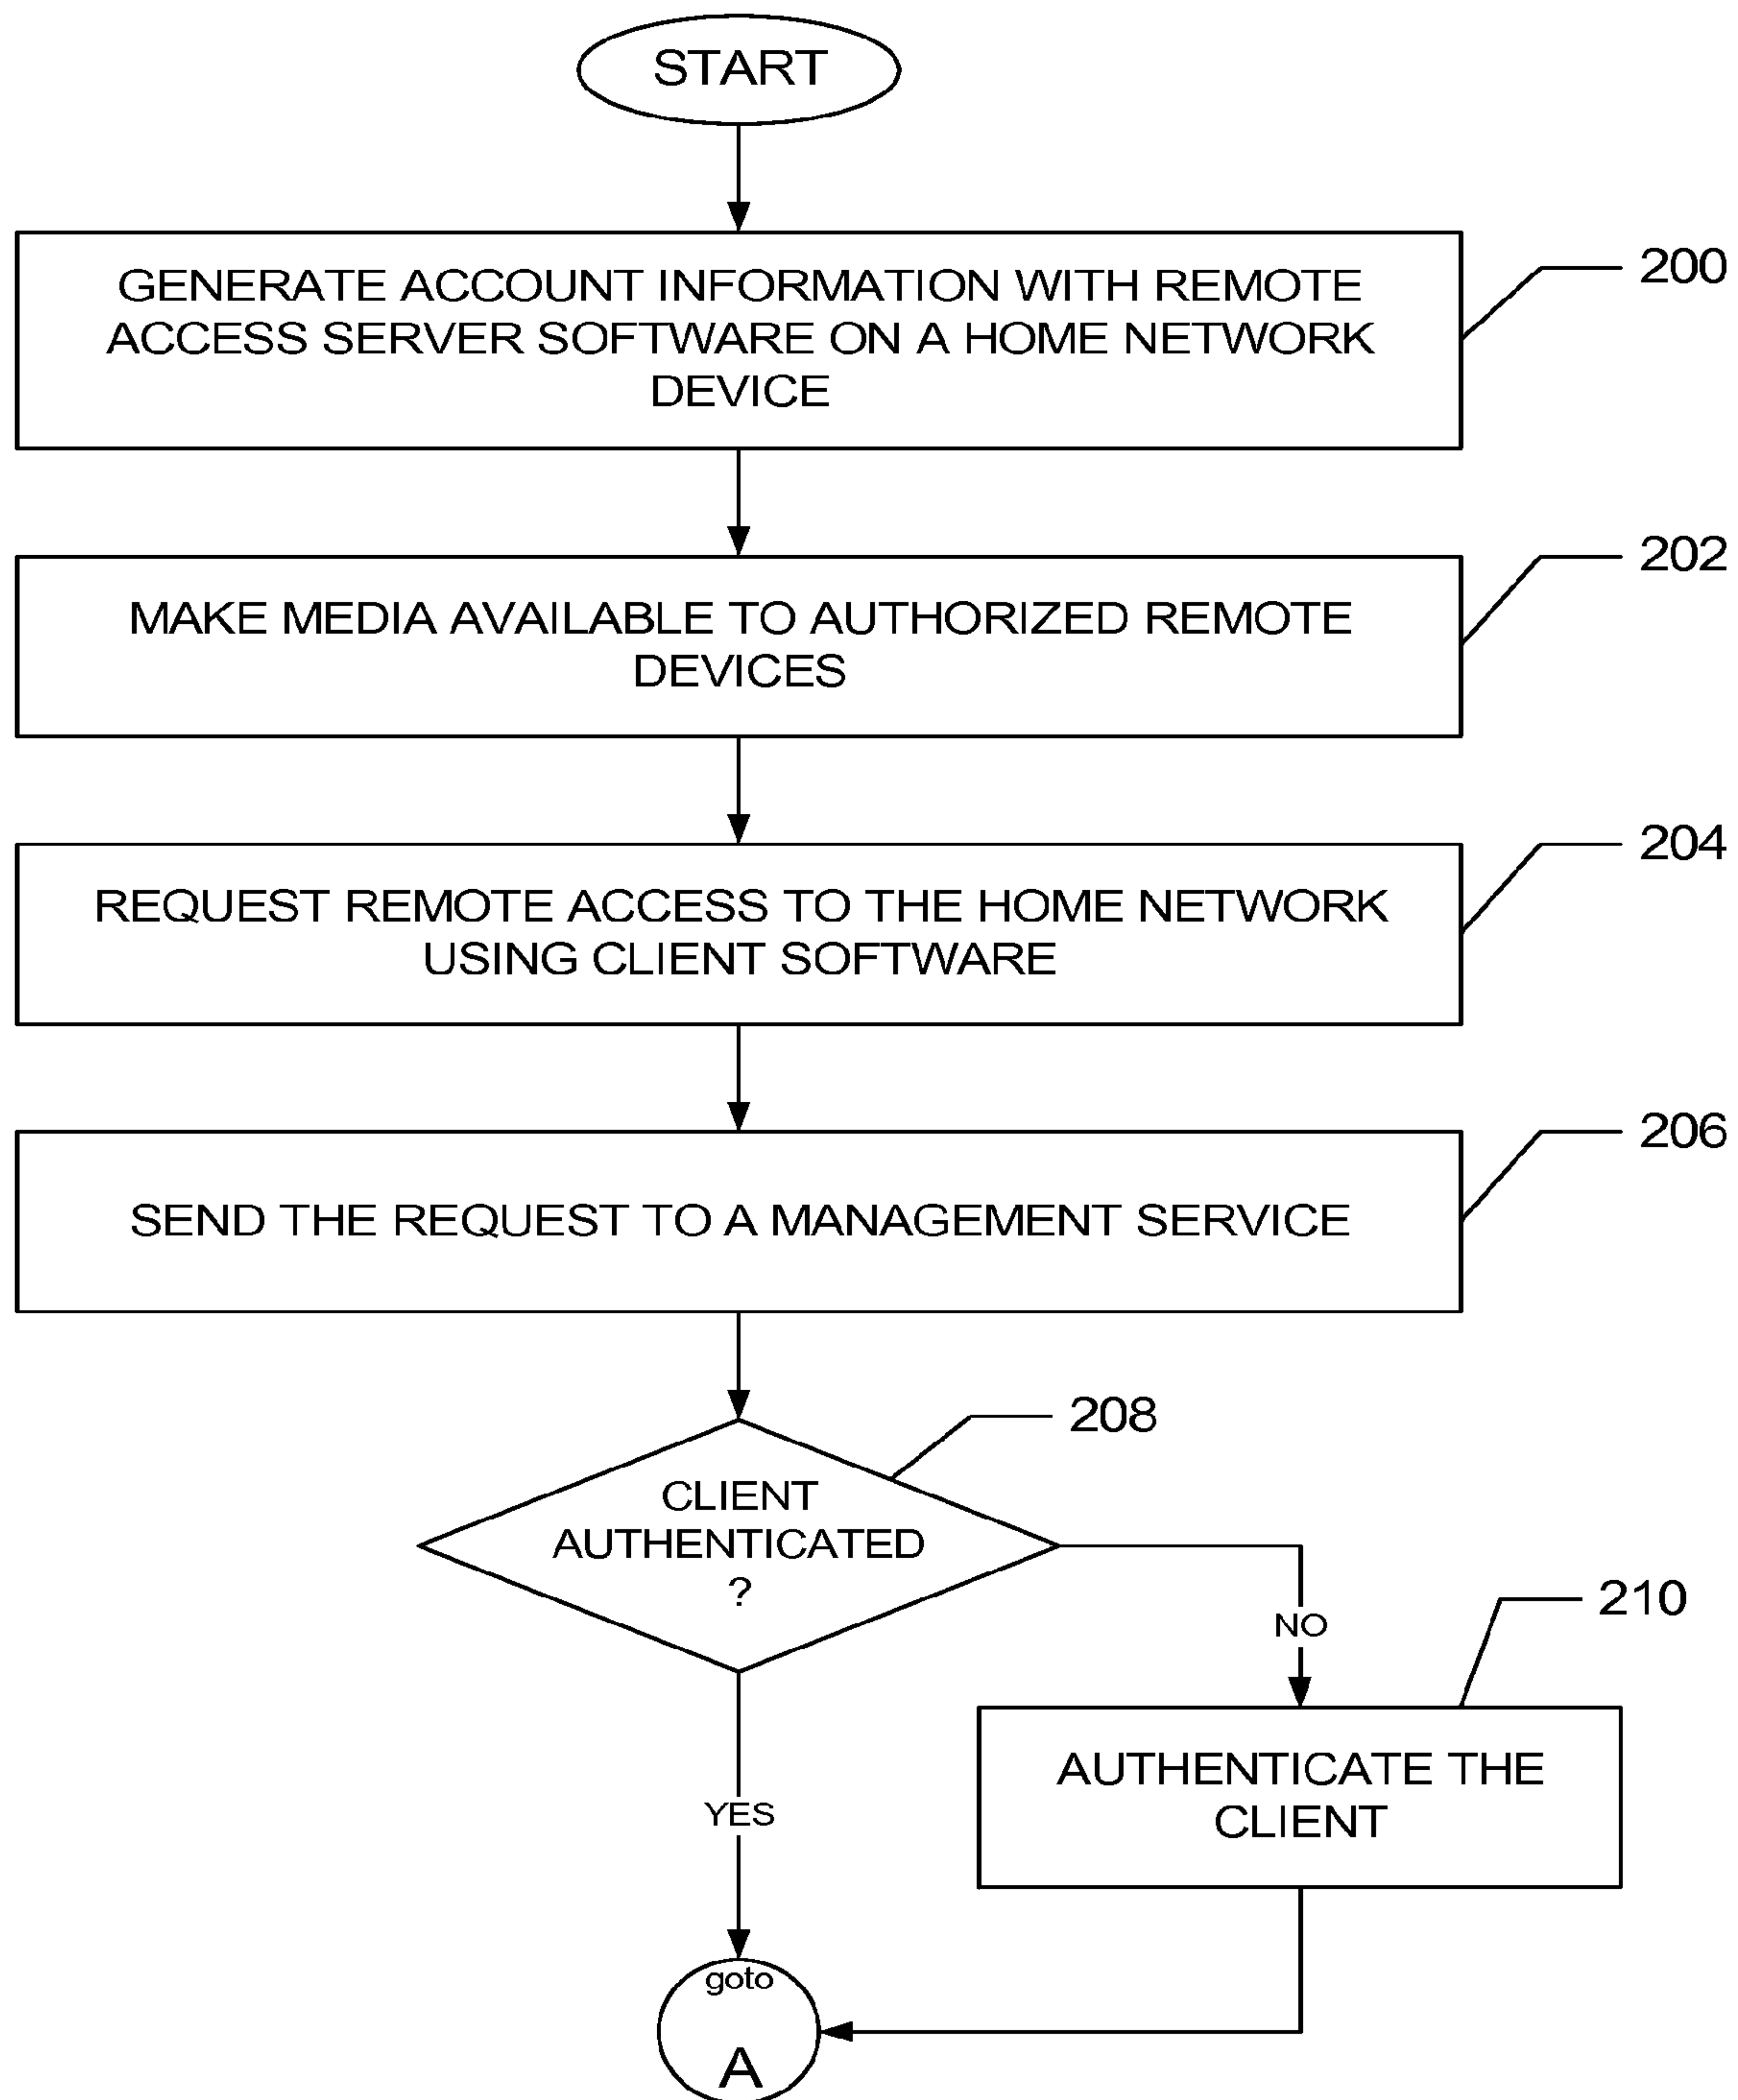 START
GENERATE ACCOUNT INFORMATION WITH REMOTE
ACCESS SERVER SOFTWARE ON A HOME NETWORK
DEVICE
200
MAKE MEDIA AVAILABLE TO AUTHORIZED REMOTE
DEVICES
202
REQUEST REMOTE ACCESS TO THE HOME NETWORK
USING CLIENT SOFTWARE
204
SEND THE REQUEST TO A MANAGEMENT SERVICE
206
CLIENT
AUTHENTICATED
?
208
NO
210
AUTHENTICATE THE
CLIENT
YES
goto
A